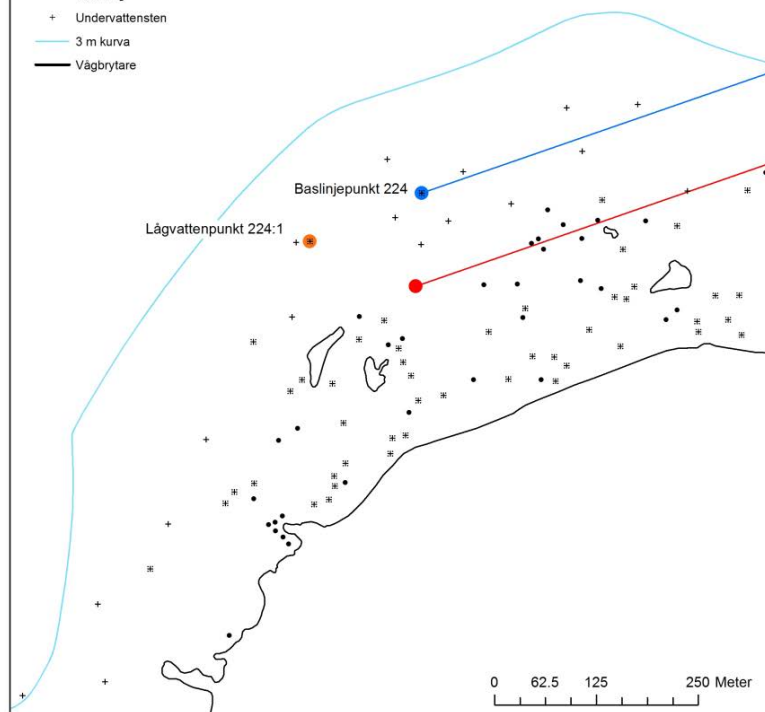 Undervattensten
3 m kurva
Vågbrytare
Baslinjepunkt 224
Lågvattenpunkt 224:1
0 62.5 125 250 Meter